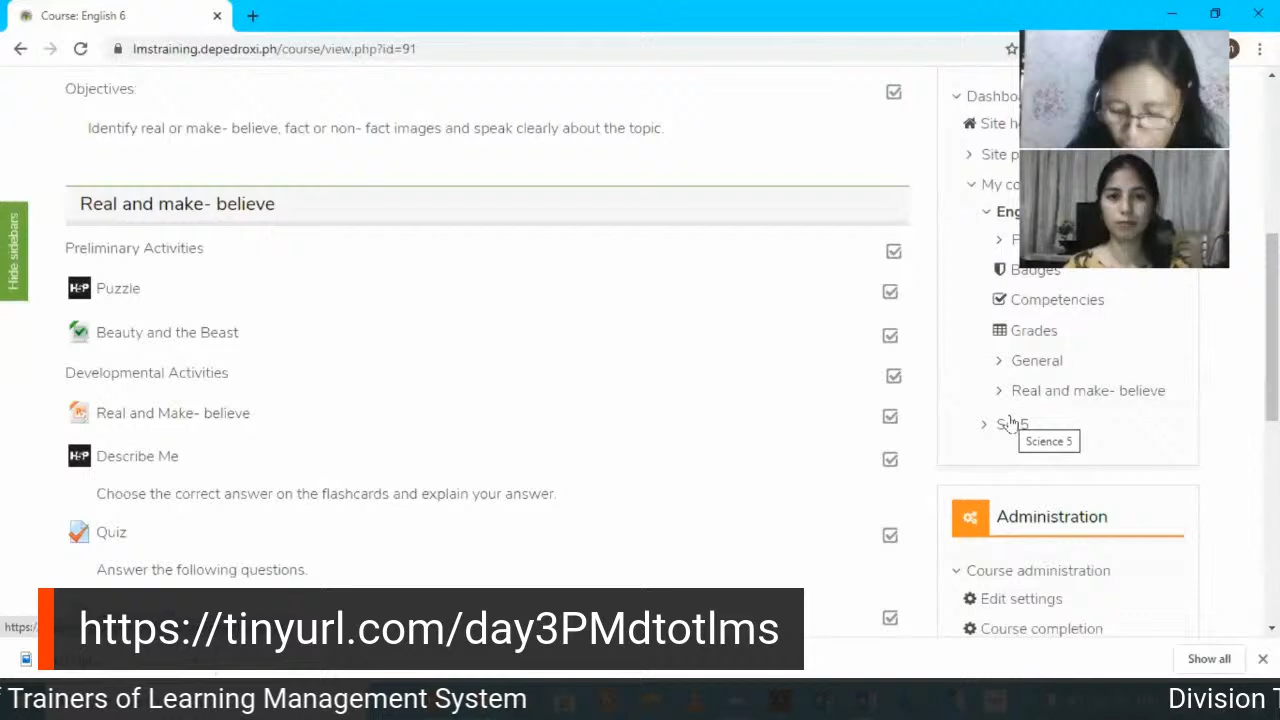 Course: English 6
lmstraining.depedroxi.ph/course/view.php?id=91
Objectives:
Identify real or make- believe, fact or non- fact images and speak clearly about the topic.
Real and make- believe
Preliminary Activities
H5P Puzzle
Beauty and the Beast
Developmental Activities
Real and Make- believe
H5P Describe Me
Choose the correct answer on the flashcards and explain your answer.
Quiz
Answer the following questions.
Hide sidebars
Dashbo
Site h
Site p
My co
Eng
Badges
Competencies
Grades
General
Real and make- believe
Science 5
Administration
Course administration
Edit settings
Course completion
https://tinyurl.com/day3PMdtotlms
https:/
Show all
Trainers of Learning Management System
Division T